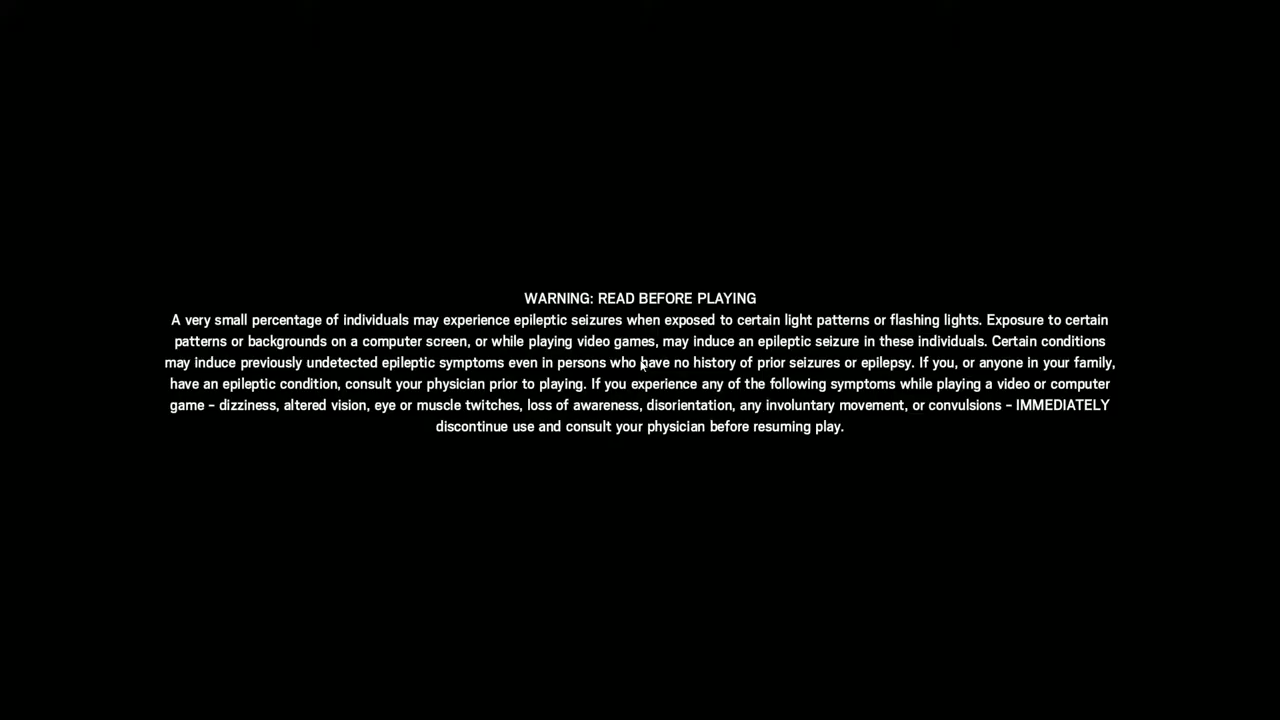 WARNING: READ BEFORE PLAYING
A very small percentage of individuals may experience epileptic seizures when exposed to certain light patterns or flashing lights. Exposure to certain
patterns or backgrounds on a computer screen, or while playing video games, may induce an epileptic seizure in these individuals. Certain conditions
may induce previously undetected epileptic symptoms even in persons who have no history of prior seizures or epilepsy. If you, or anyone in your family,
have an epileptic condition, consult your physician prior to playing. If you experience any of the following symptoms while playing a video or computer
game – dizziness, altered vision, eye or muscle twitches, loss of awareness, disorientation, any involuntary movement, or convulsions – IMMEDIATELY
discontinue use and consult your physician before resuming play.